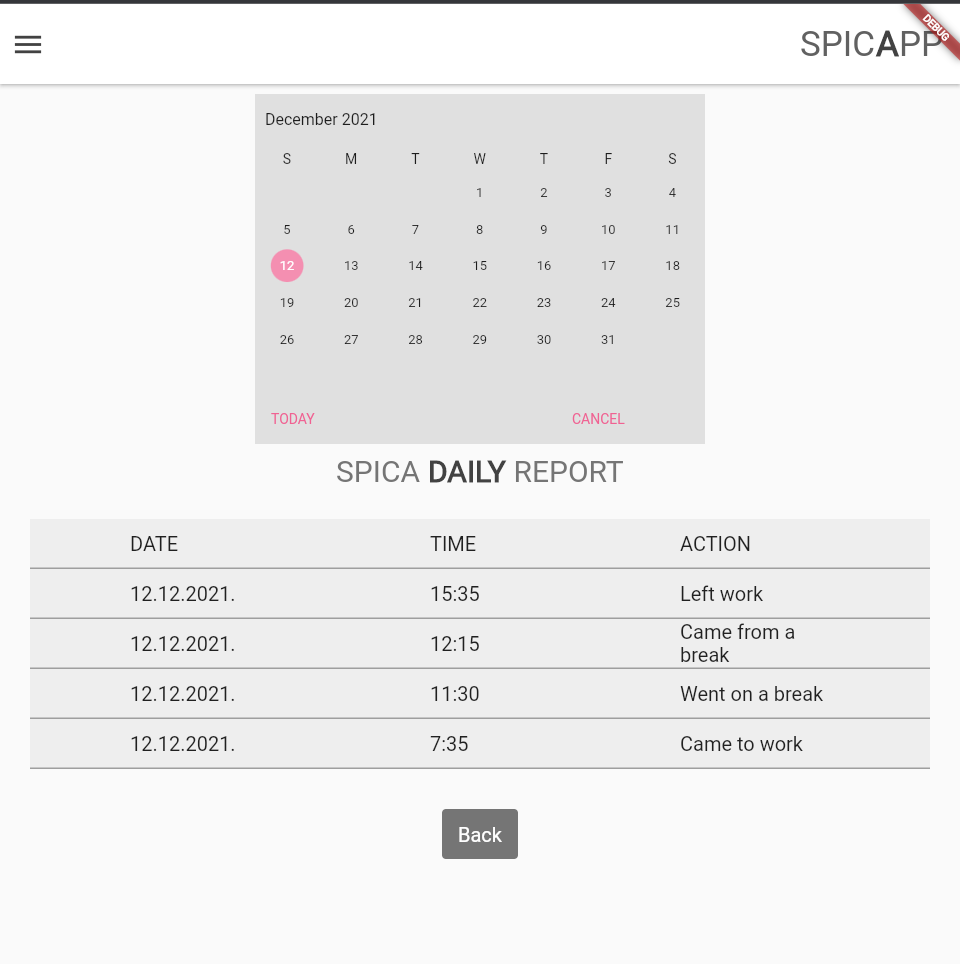 SPICAPP
DEBUG
December 2021
S M T W T F S
1 2 3 4
5 6 7 8 9 10 11
12 13 14 15 16 17 18
19 20 21 22 23 24 25
26 27 28 29 30 31
TODAY CANCEL
SPICA DAILY REPORT
DATE TIME ACTION
12.12.2021. 15:35 Left work
12.12.2021. 12:15 Came from a
break
12.12.2021. 11:30 Went on a break
12.12.2021. 7:35 Came to work
Back